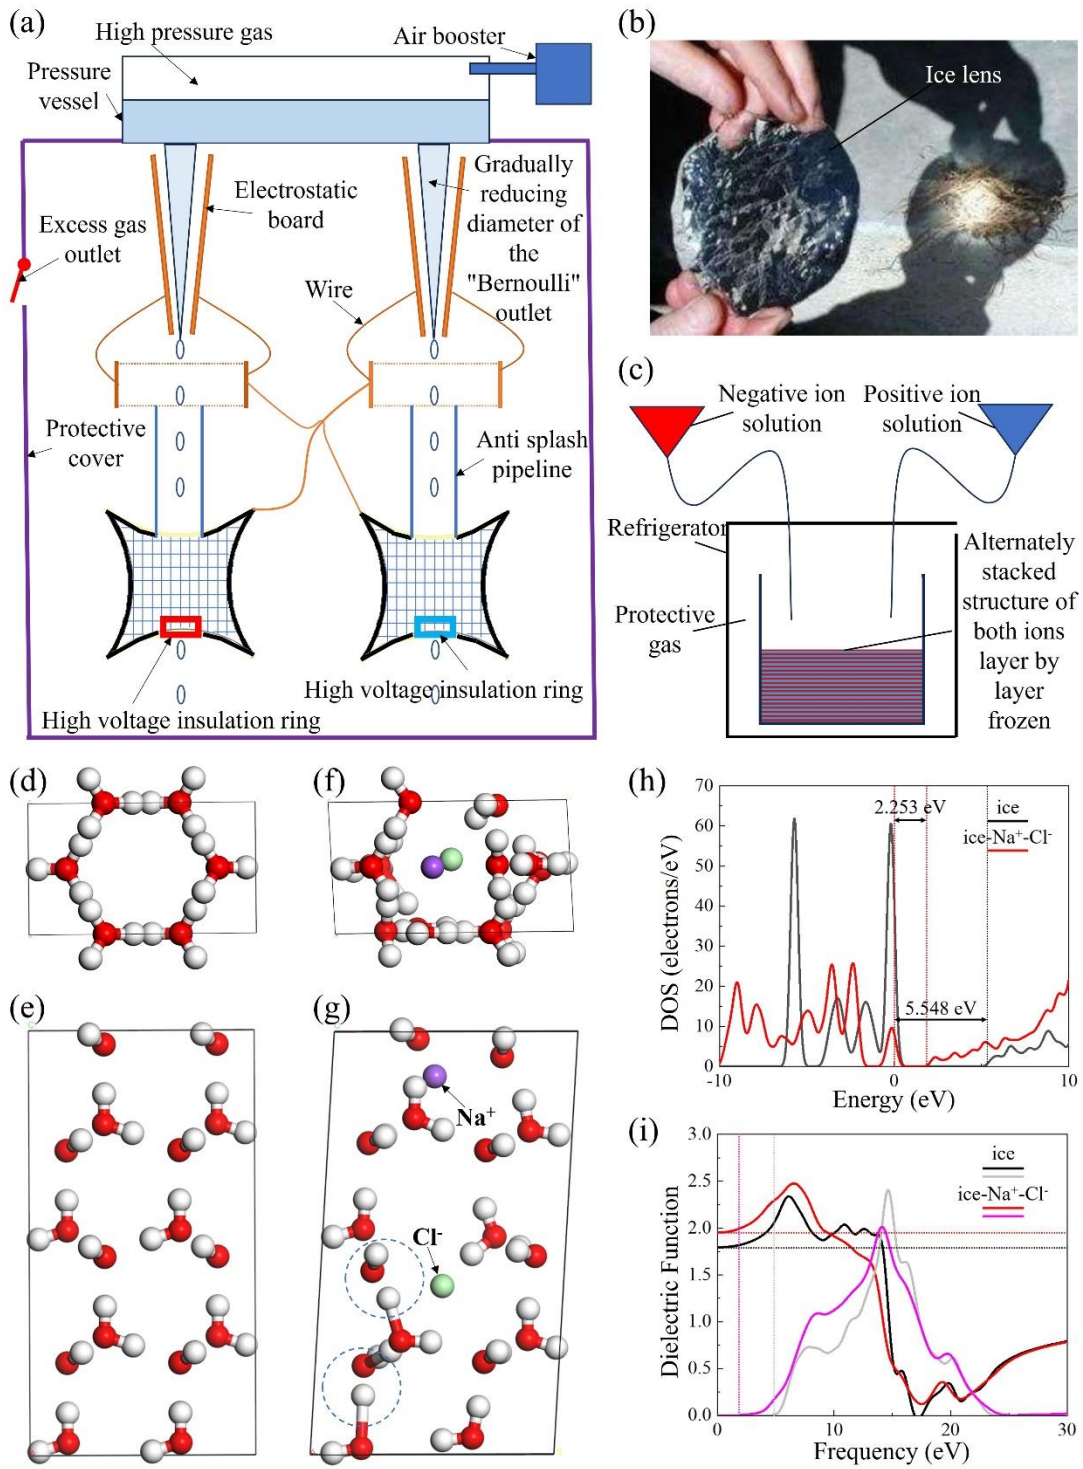 (a)
High pressure gas
Air booster
Pressure
vessel
Electrostatic
board
Gradually
reducing
diameter of
the
"Bernoulli"
outlet
Excess gas
outlet
Wire
Protective
cover
Anti splash
pipeline
High voltage insulation ring
High voltage insulation ring
(b)
Ice lens
(c)
Negative ion
solution
Positive ion
solution
Refrigerator
Protective
gas
Alternately
stacked
structure of
both ions
layer by
layer
frozen
(d)
(f)
(e)
(g)
Na⁺
Cl⁻
(h)
70
60
50
40
30
20
10
0
DOS (electrons/eV)
2.253 eV
ice
ice-Na⁺-Cl⁻
5.548 eV
-10
0
10
Energy (eV)
(i)
3.0
2.5
2.0
1.5
1.0
0.5
0.0
Dielectric Function
ice
ice-Na⁺-Cl⁻
0
10
20
30
Frequency (eV)